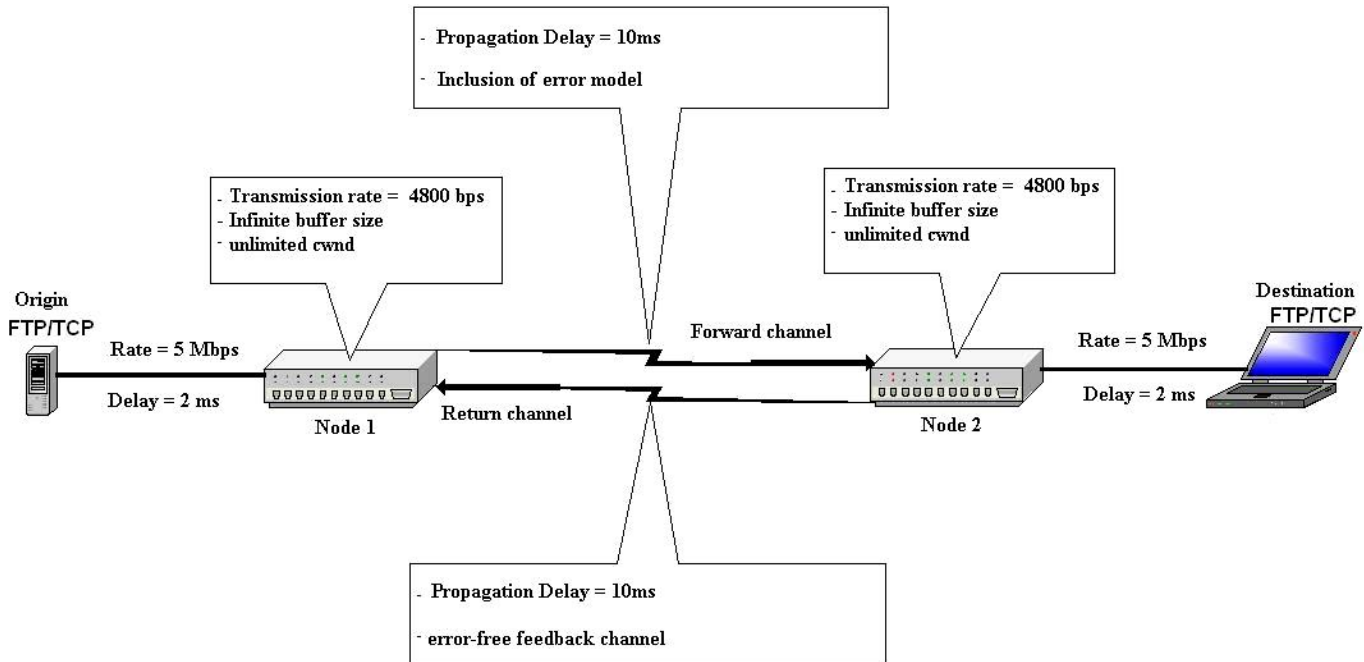 - Propagation Delay = 10ms
- Inclusion of error model
- Transmission rate = 4800 bps
- Infinite buffer size
- unlimited cwnd
- Transmission rate = 4800 bps
- Infinite buffer size
- unlimited cwnd
Origin
FTP/TCP
Destination
FTP/TCP
Rate = 5 Mbps
Forward channel
Rate = 5 Mbps
Delay = 2 ms
Return channel
Delay = 2 ms
Node 1
Node 2
- Propagation Delay = 10ms
- error-free feedback channel